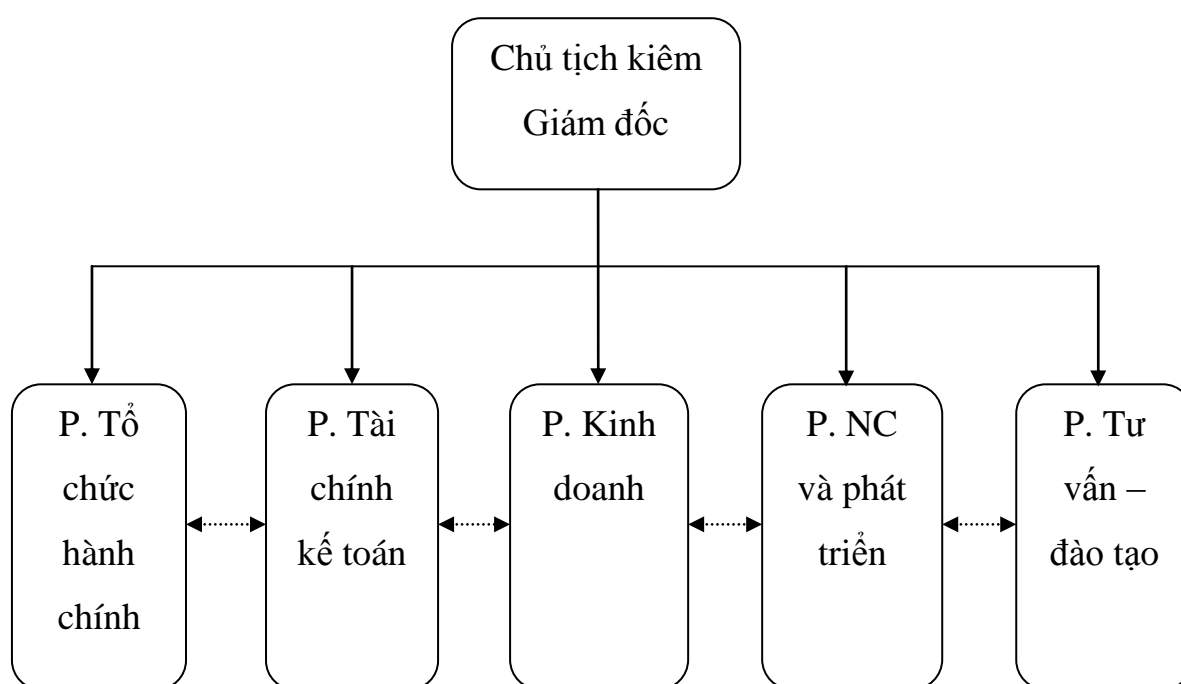 Chủ tịch kiêm
Giám đốc
P. Tổ
chức
hành
chính
P. Tài
chính
kế toán
P. Kinh
doanh
P. NC
và phát
triển
P. Tư
vấn –
đào tạo